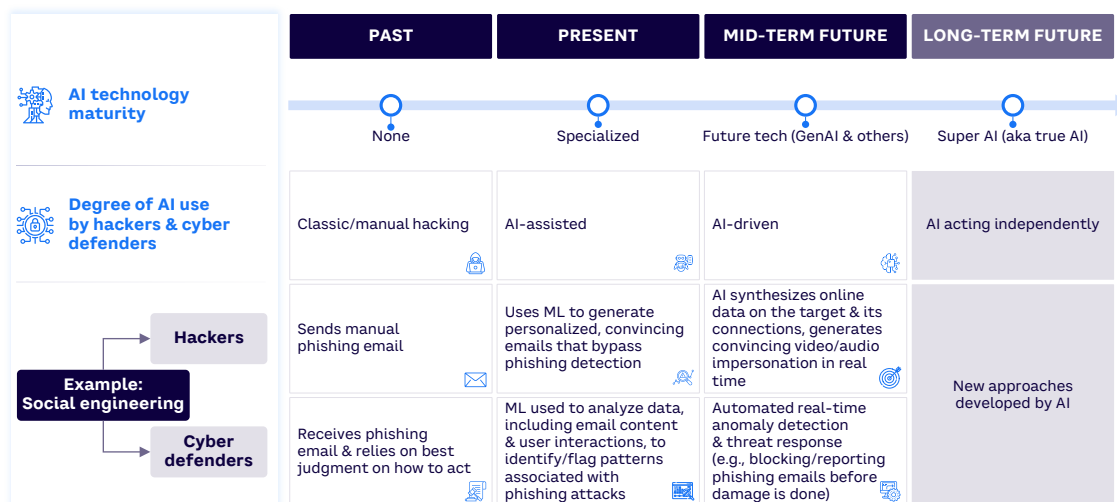 PAST
PRESENT
MID-TERM FUTURE
LONG-TERM FUTURE
AI technology
maturity
None
Specialized
Future tech (GenAI & others)
Super AI (aka true AI)
Degree of AI use
by hackers & cyber
defenders
Classic/manual hacking
AI-assisted
AI-driven
AI acting independently
Example:
Social engineering
Hackers
Sends manual
phishing email
Uses ML to generate
personalized, convincing
emails that bypass
phishing detection
AI synthesizes online
data on the target & its
connections, generates
convincing video/audio
impersonation in real
time
New approaches
developed by AI
Cyber
defenders
Receives phishing
email & relies on best
judgment on how to act
ML used to analyze data,
including email content
& user interactions, to
identify/flag patterns
associated with
phishing attacks
Automated real-time
anomaly detection
& threat response
(e.g., blocking/reporting
phishing emails before
damage is done)